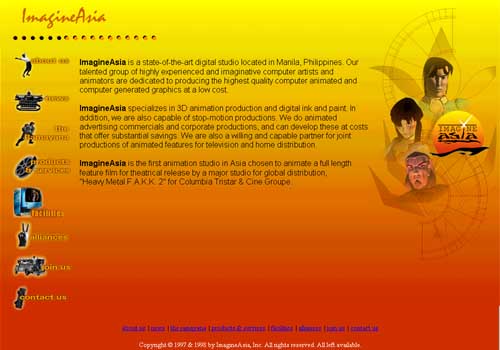 ImagineAsia
about us
news
the
ramayana
products
& services
facilities
alliances
join us
contact us
ImagineAsia is a state-of-the-art digital studio located in Manila, Philippines. Our
talented group of highly experienced and imaginative computer artists and
animators are dedicated to producing the highest quality computer animated and
computer generated graphics at a low cost.
ImagineAsia specializes in 3D animation production and digital ink and paint. In
addition, we are also capable of stop-motion productions. We do animated
advertising commercials and corporate productions, and can develop these at costs
that offer substantial savings. We are also a willing and capable partner for joint
productions of animated features for television and home distribution.
ImagineAsia is the first animation studio in Asia chosen to animate a full length
feature film for theatrical release by a major studio for global distribution,
"Heavy Metal F.A.K.K. 2" for Columbia Tristar & Cine Groupe.
IMAGINE
asia
about us | news | the ramayana | products & services | facilities | alliances | join us | contact us
Copyright © 1997 & 1998 by ImagineAsia, Inc. All rights reserved. All left available.